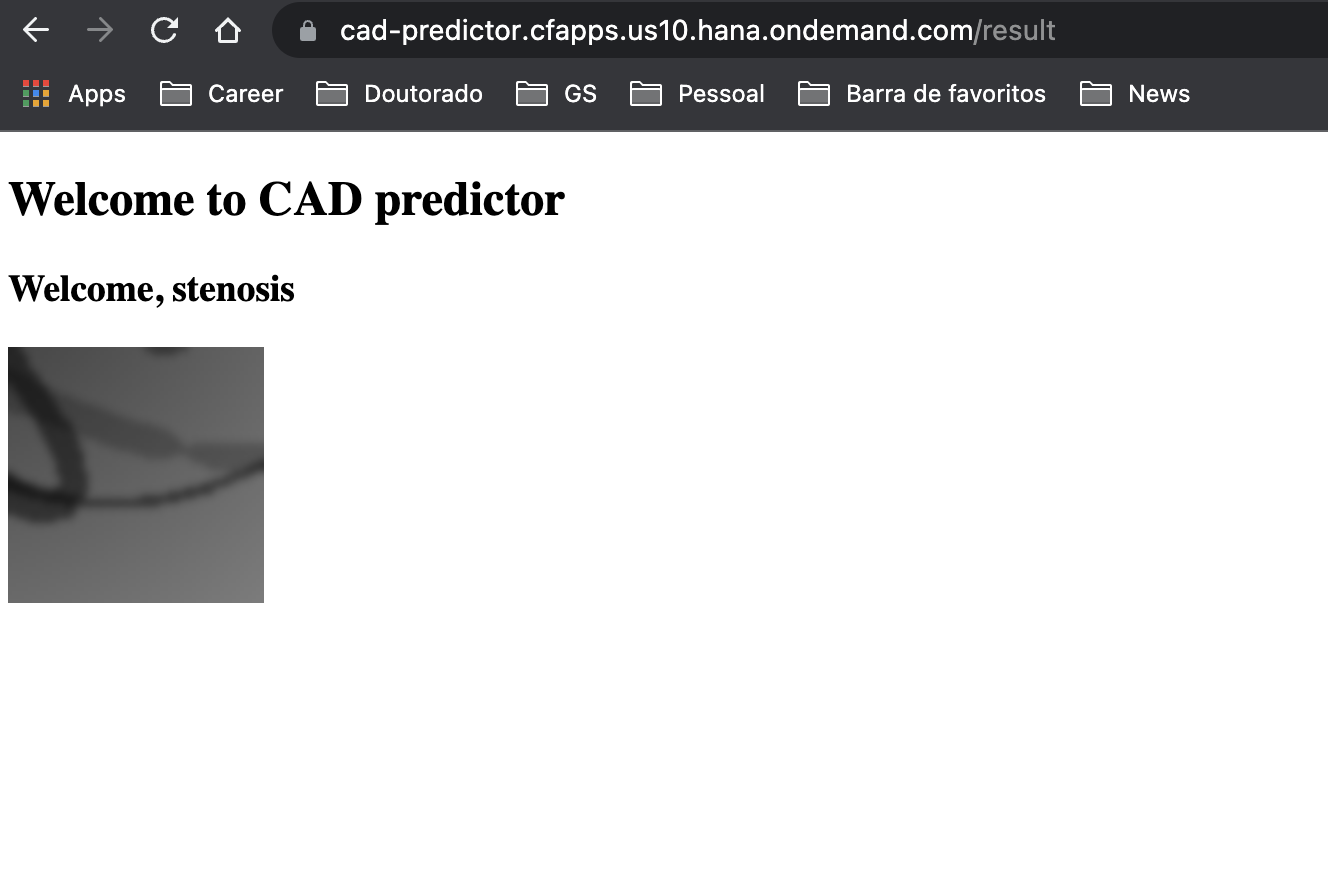 cad-predictor.cfapps.us10.hana.ondemand.com/result
Apps Career Doutorado GS Pessoal Barra de favoritos News
Welcome to CAD predictor
Welcome, stenosis